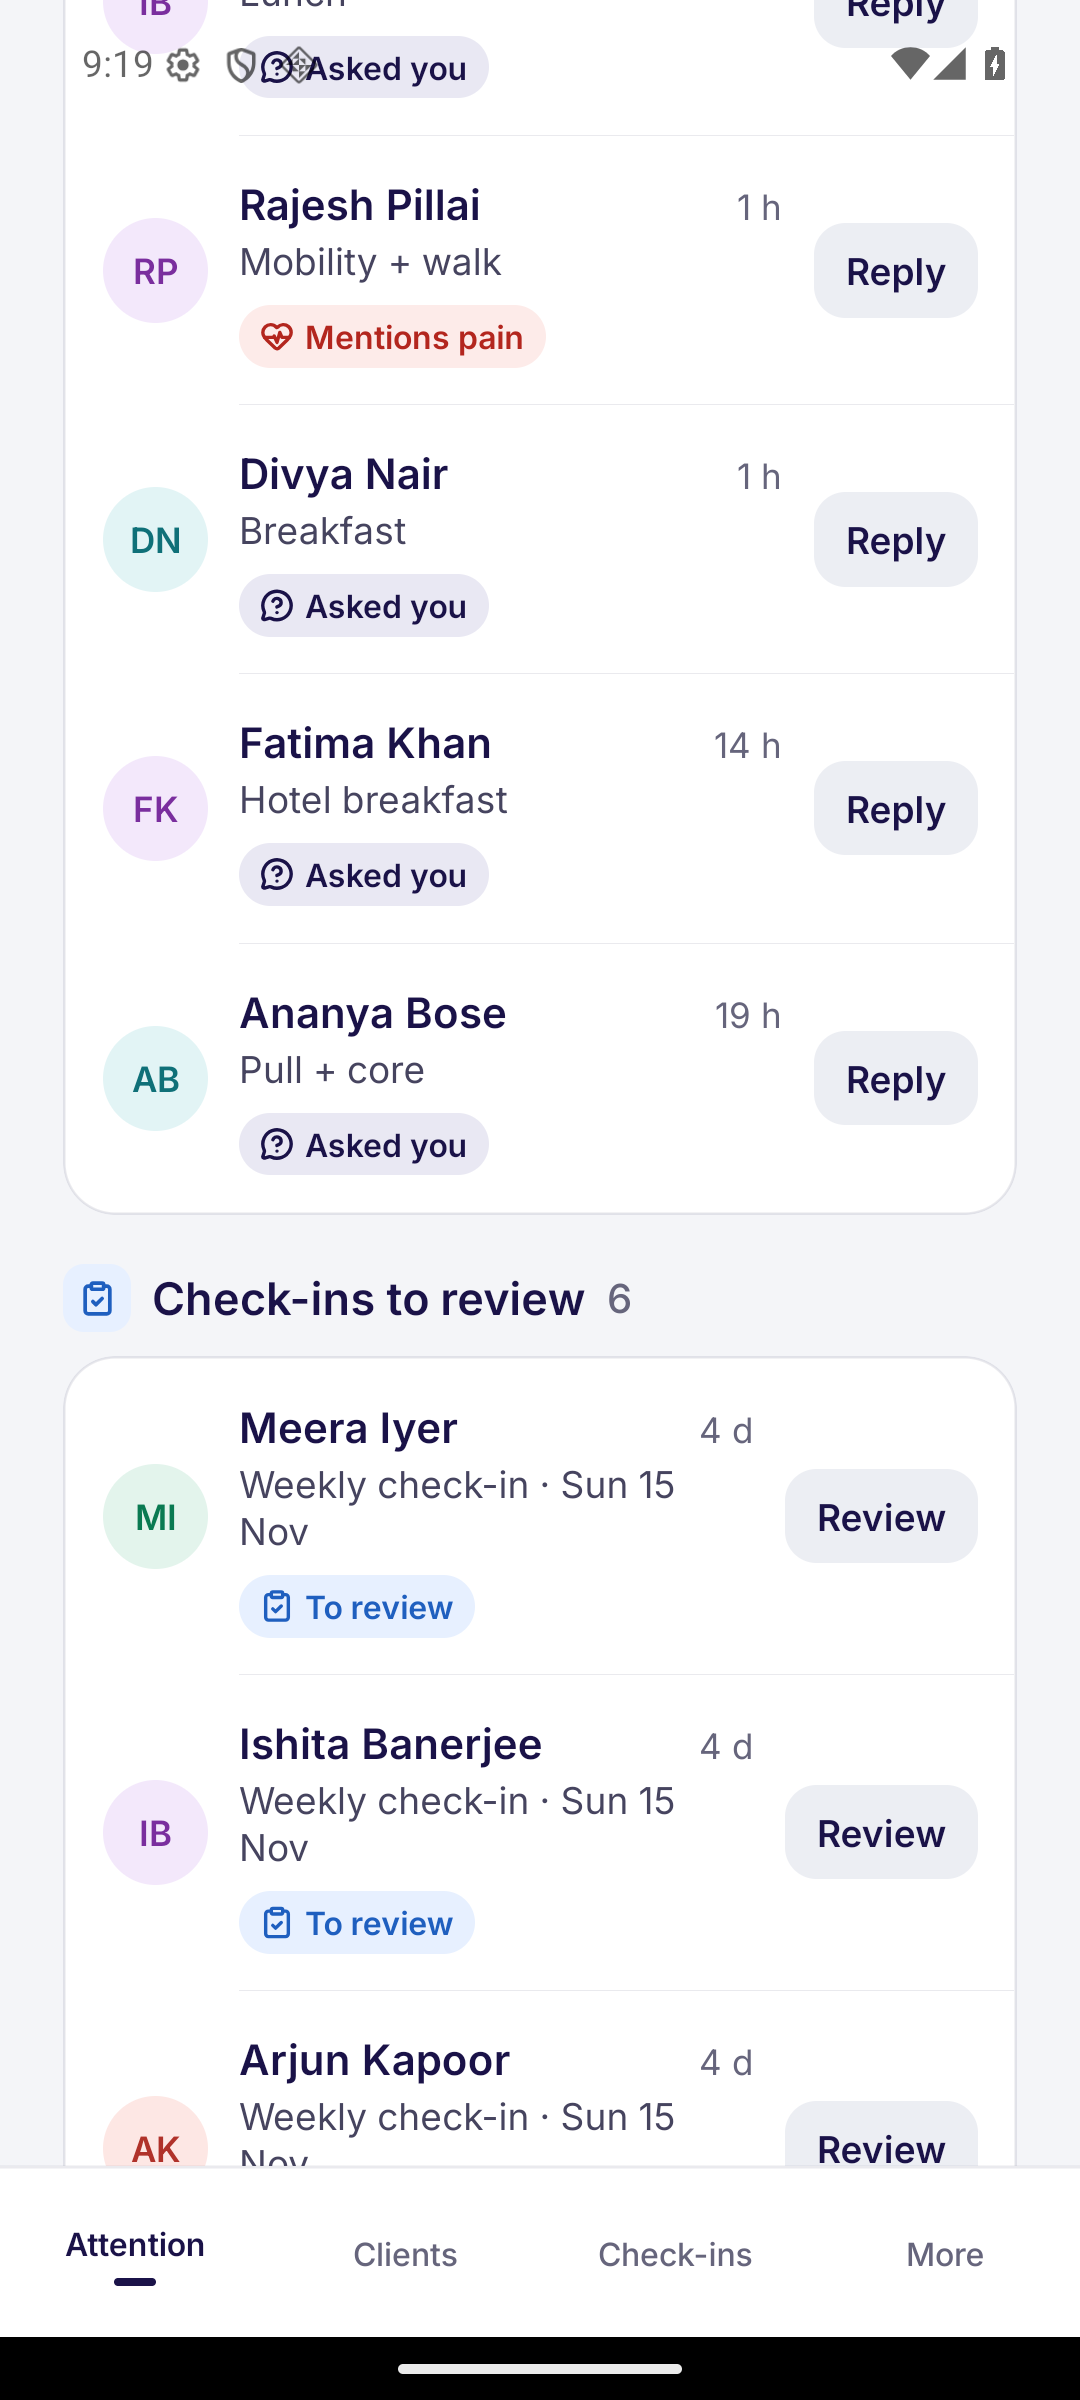 IB
Lunch
Reply
9:19
Asked you
Rajesh Pillai
1 h
RP
Mobility + walk
Reply
Mentions pain
Divya Nair
1 h
DN
Breakfast
Reply
Asked you
Fatima Khan
14 h
FK
Hotel breakfast
Reply
Asked you
Ananya Bose
19 h
AB
Pull + core
Reply
Asked you
Check-ins to review 6
Meera Iyer
4 d
Weekly check-in · Sun 15
Nov
MI
Review
To review
Ishita Banerjee
4 d
Weekly check-in · Sun 15
Nov
IB
Review
To review
Arjun Kapoor
4 d
Weekly check-in · Sun 15
Nov
AK
Review
Attention
Clients
Check-ins
More